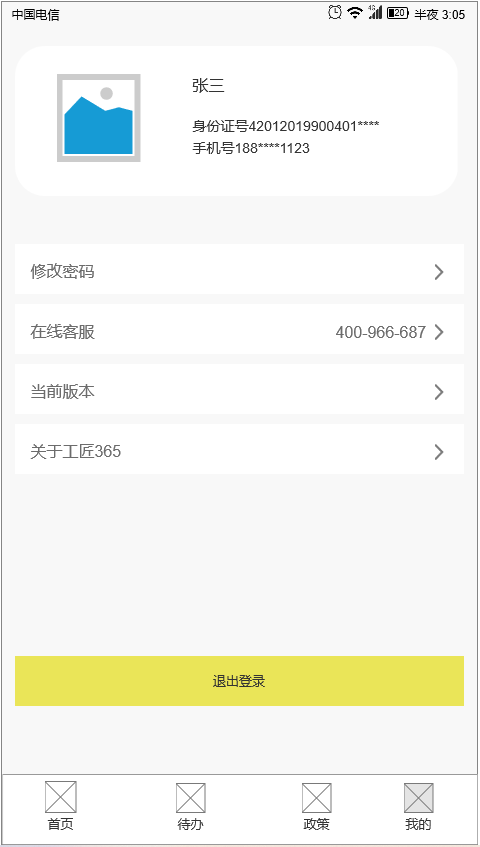 中国电信 4G 20 半夜 3:05
张三
身份证号42012019900401****
手机号188****1123
修改密码
在线客服 400-966-687
当前版本
关于工匠365
退出登录
首页 待办 政策 我的